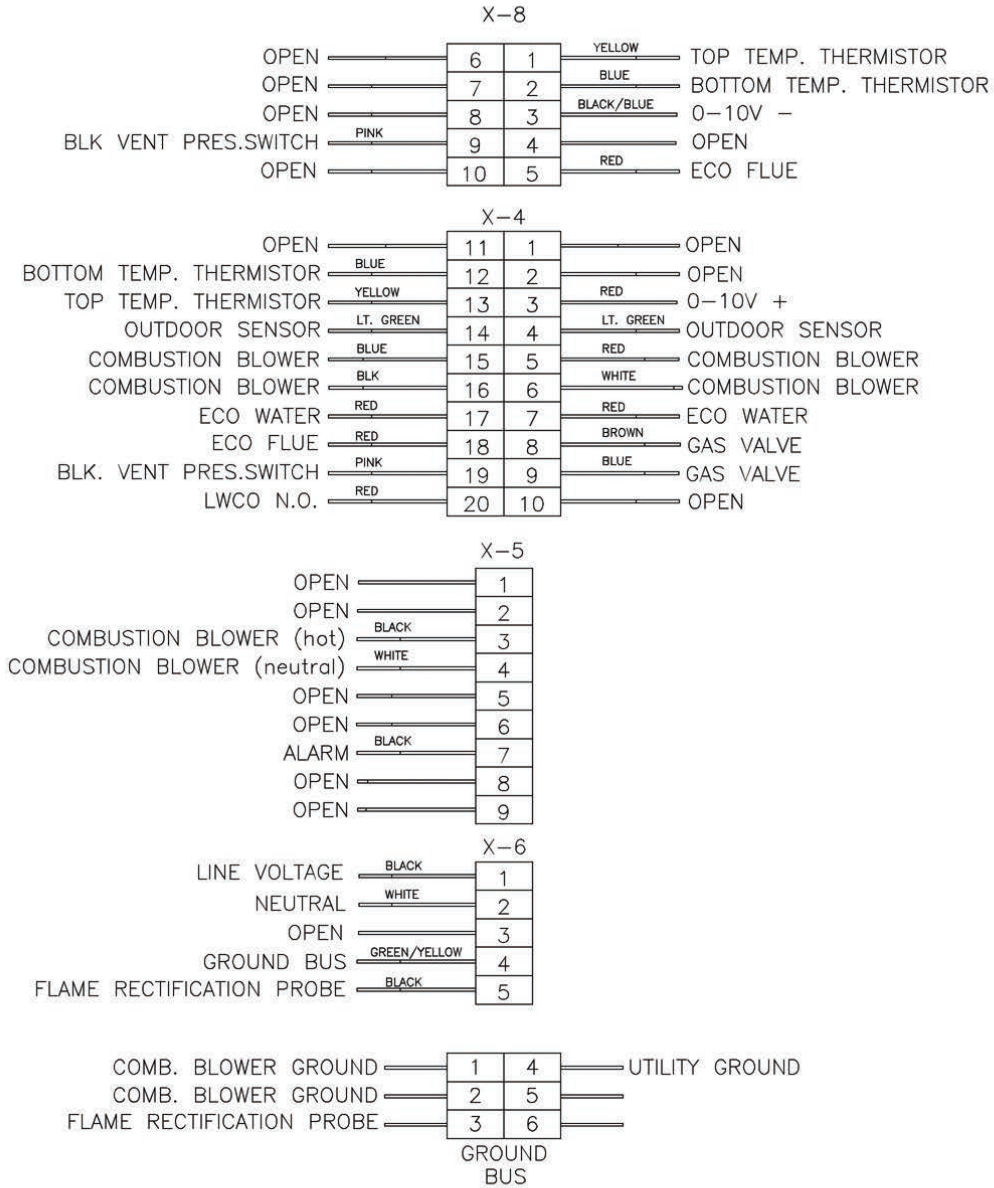 X-8
OPEN 6 1 YELLOW TOP TEMP. THERMISTOR
OPEN 7 2 BLUE BOTTOM TEMP. THERMISTOR
OPEN 8 3 BLACK/BLUE 0-10V -
BLK VENT PRES.SWITCH PINK 9 4 OPEN
OPEN 10 5 RED ECO FLUE
X-4
OPEN 11 1 OPEN
BOTTOM TEMP. THERMISTOR BLUE 12 2 OPEN
TOP TEMP. THERMISTOR YELLOW 13 3 RED 0-10V +
OUTDOOR SENSOR LT. GREEN 14 4 LT. GREEN OUTDOOR SENSOR
COMBUSTION BLOWER BLUE 15 5 RED COMBUSTION BLOWER
COMBUSTION BLOWER BLK 16 6 WHITE COMBUSTION BLOWER
ECO WATER RED 17 7 RED ECO WATER
ECO FLUE RED 18 8 BROWN GAS VALVE
BLK. VENT PRES.SWITCH PINK 19 9 BLUE GAS VALVE
LWCO N.O. RED 20 10 OPEN
X-5
OPEN 1
OPEN 2
COMBUSTION BLOWER (hot) BLACK 3
COMBUSTION BLOWER (neutral) WHITE 4
OPEN 5
OPEN 6
ALARM BLACK 7
OPEN 8
OPEN 9
X-6
LINE VOLTAGE BLACK 1
NEUTRAL WHITE 2
OPEN 3
GROUND BUS GREEN/YELLOW 4
FLAME RECTIFICATION PROBE BLACK 5
COMB. BLOWER GROUND 1 4 UTILITY GROUND
COMB. BLOWER GROUND 2 5
FLAME RECTIFICATION PROBE 3 6
GROUND
BUS